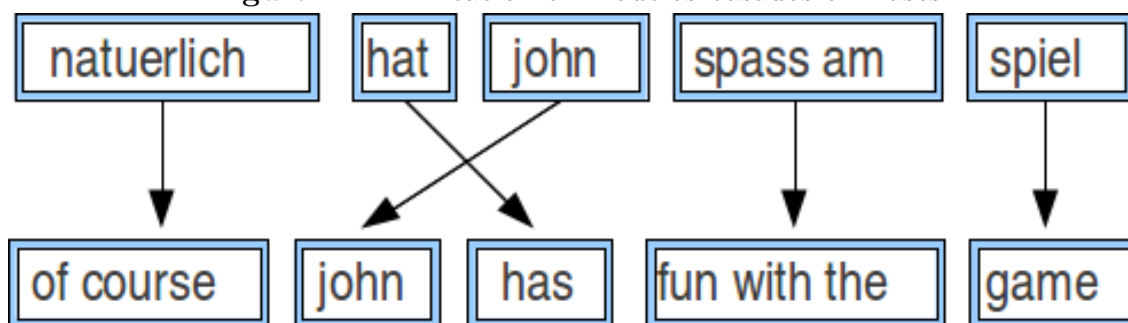 natuerlich hat john spass am spiel
of course john has fun with the game